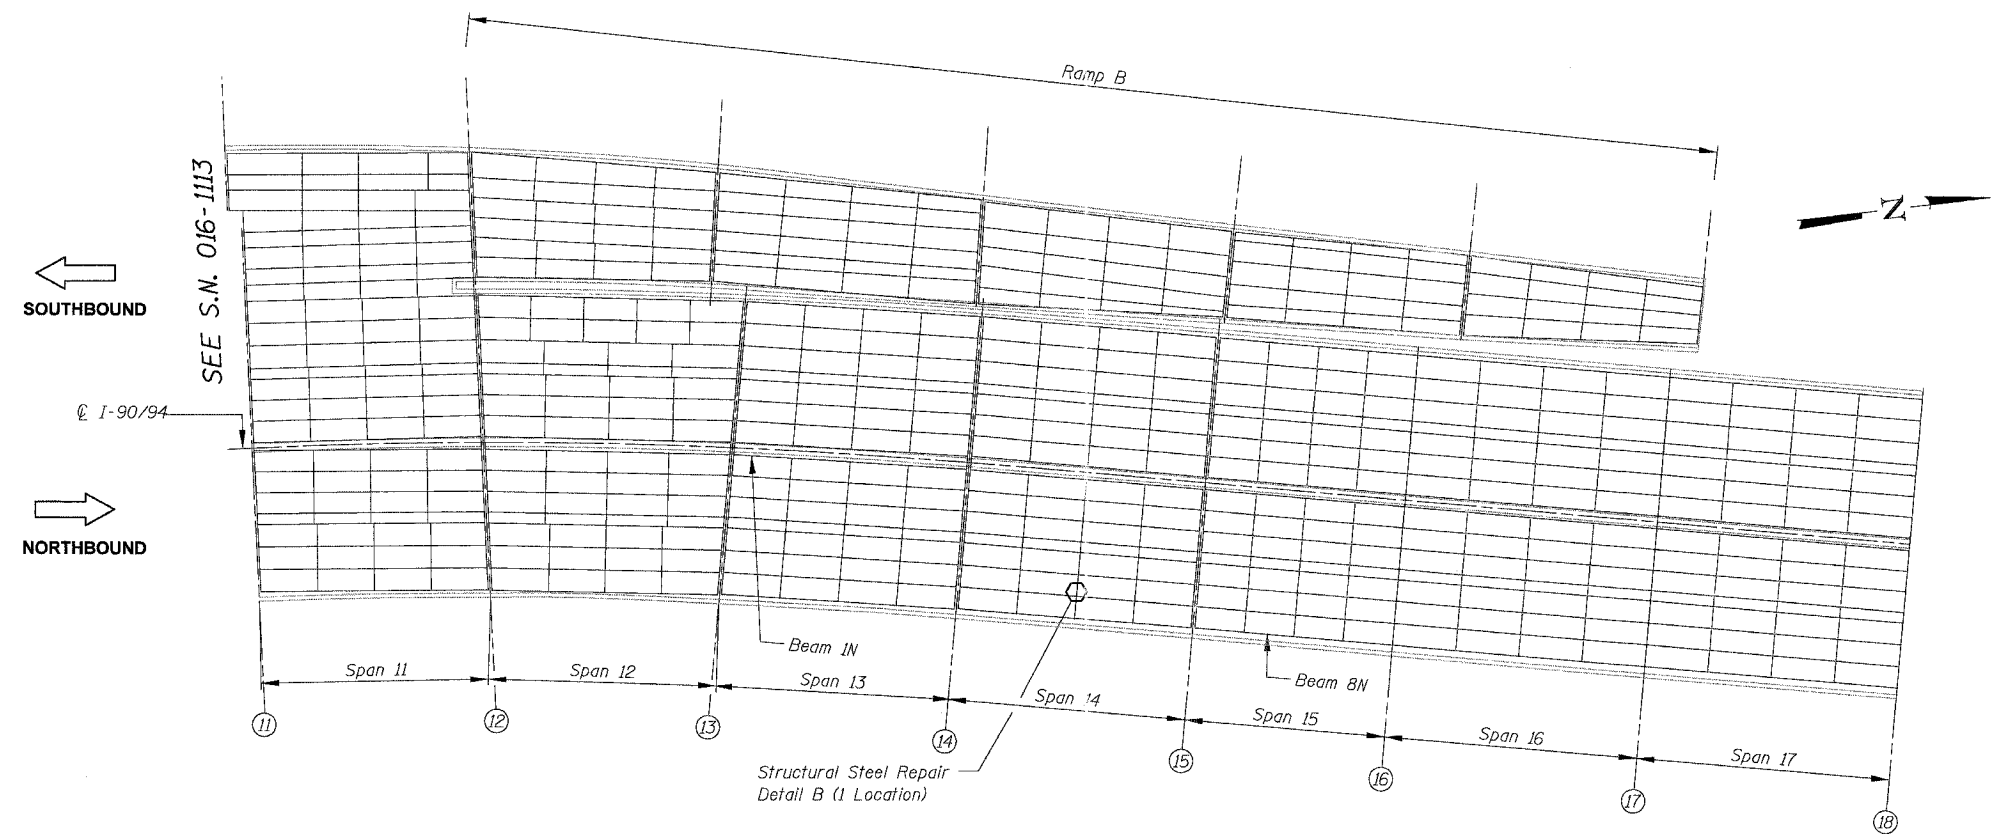 Ramp B
SEE S.N. 016-1113
N
SOUTHBOUND
℄ I-90/94
NORTHBOUND
Beam 1N
Beam 8N
Span 11
Span 12
Span 13
Span 14
Span 15
Span 16
Span 17
11
12
13
14
15
16
17
18
Structural Steel Repair
Detail B (1 Location)